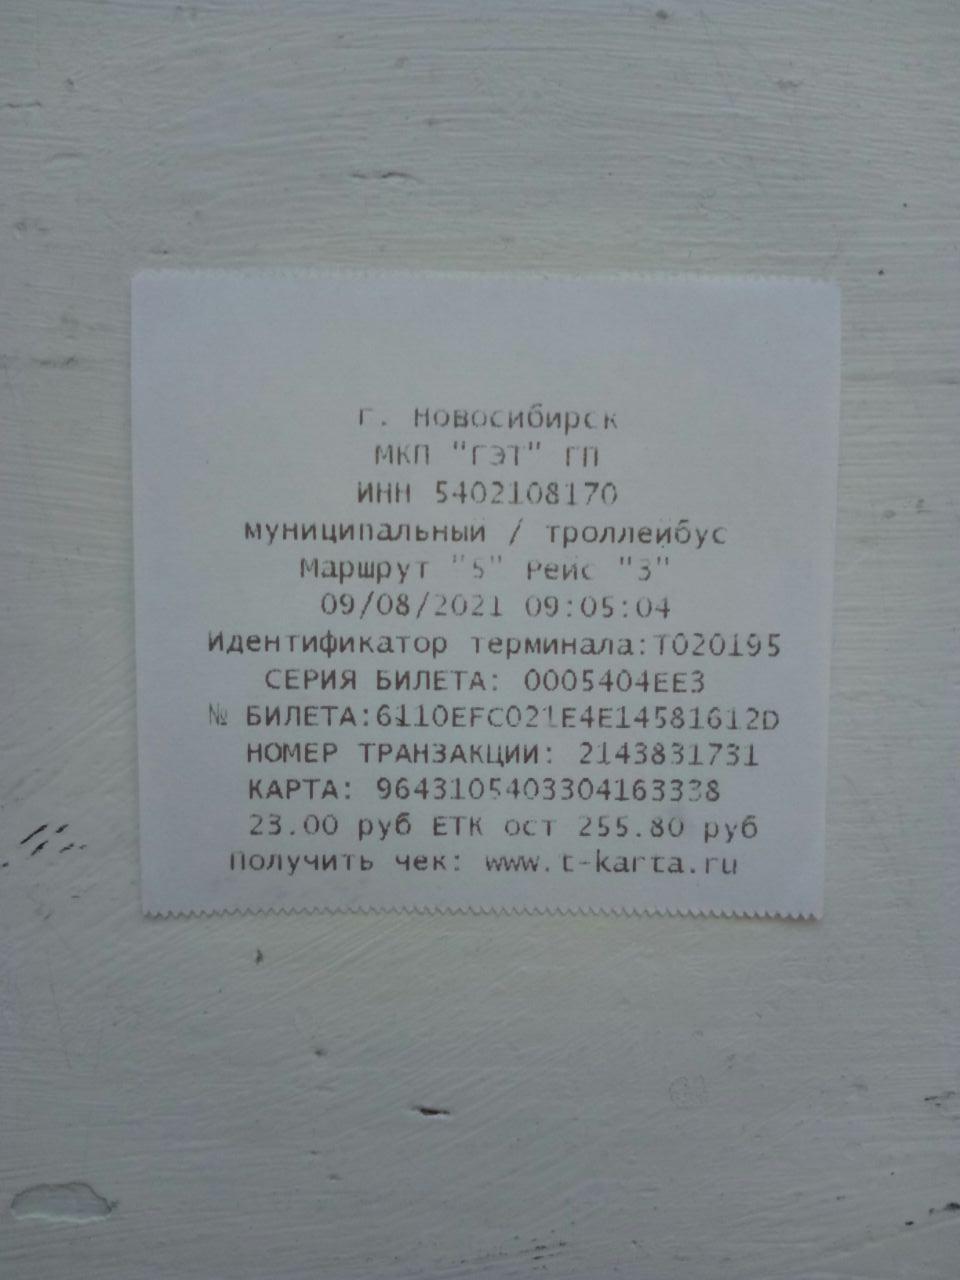 г. Новосибирск
МКП "ГЭТ" ГП
ИНН 5402108170
муниципальный / троллейбус
Маршрут "5" Рейс "3"
09/08/2021 09:05:04
Идентификатор терминала:T020195
СЕРИЯ БИЛЕТА: 0005404EE3
№ БИЛЕТА:6110EFC021E4E14581612D
НОМЕР ТРАНЗАКЦИИ: 2143831731
КАРТА: 9643105403304163338
23.00 руб ЕТК ост 255.80 руб
Получить чек: www.t-karta.ru